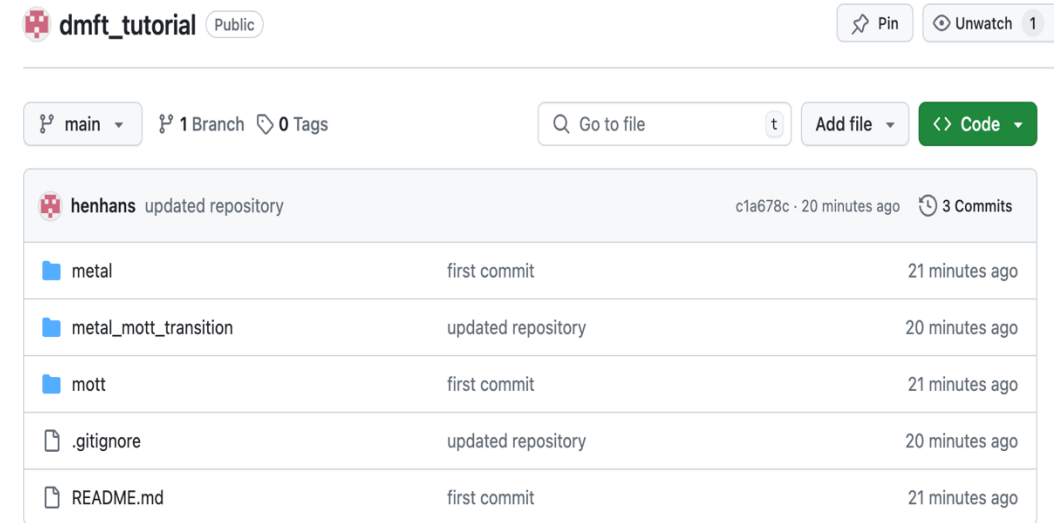 dmft_tutorial Public Pin Unwatch 1
main 1 Branch 0 Tags Go to file t Add file Code
henhans updated repository c1a678c · 20 minutes ago 3 Commits
metal first commit 21 minutes ago
metal_mott_transition updated repository 20 minutes ago
mott first commit 21 minutes ago
.gitignore updated repository 20 minutes ago
README.md first commit 21 minutes ago